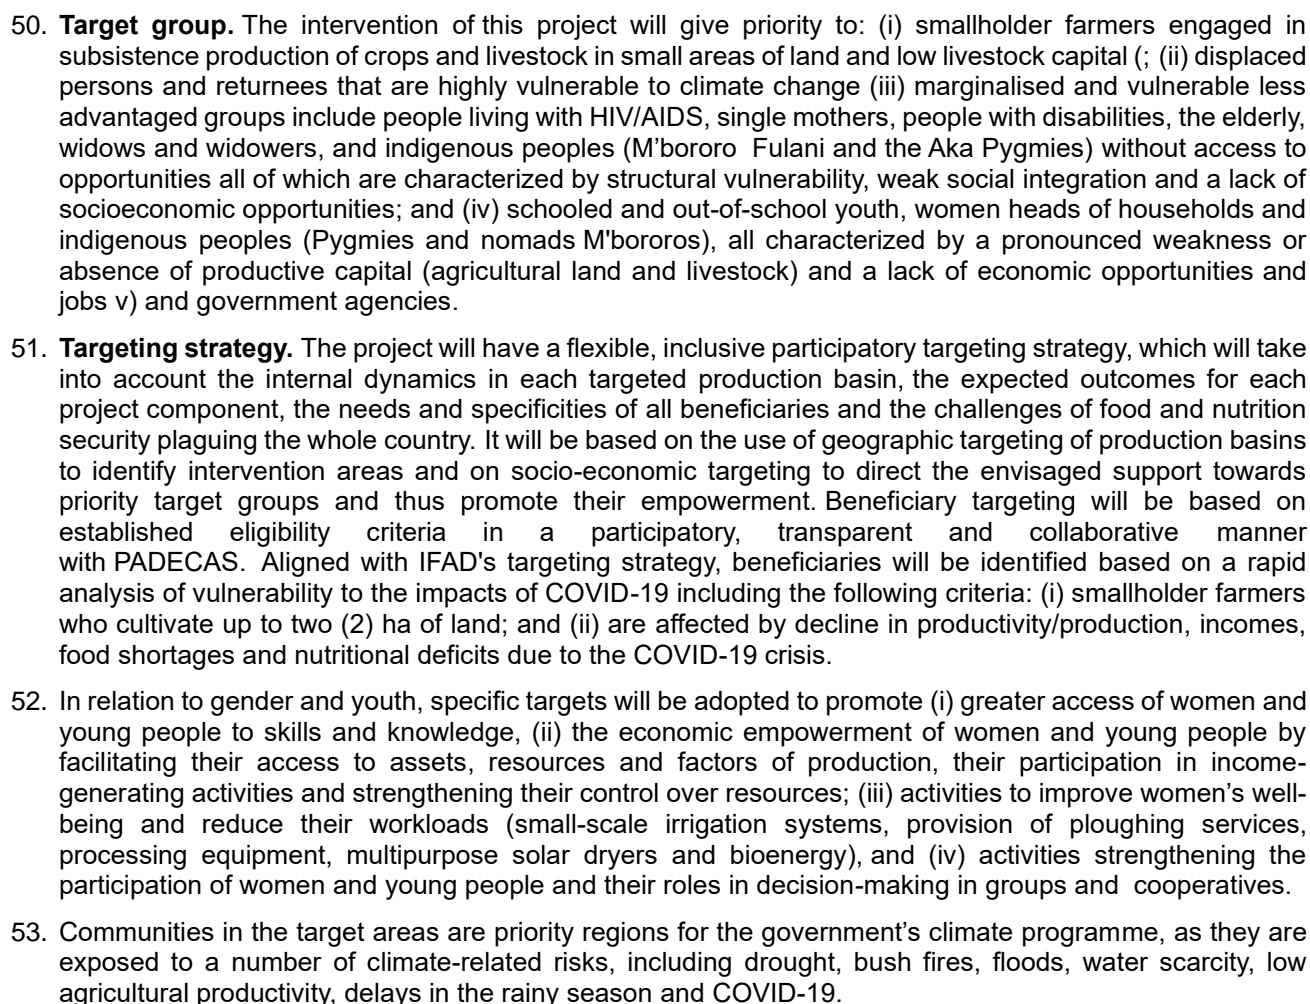 50. Target group. The intervention of this project will give priority to: (i) smallholder farmers engaged in
subsistence production of crops and livestock in small areas of land and low livestock capital (; (ii) displaced
persons and returnees that are highly vulnerable to climate change (iii) marginalised and vulnerable less
advantaged groups include people living with HIV/AIDS, single mothers, people with disabilities, the elderly,
widows and widowers, and indigenous peoples (M’bororo  Fulani and the Aka Pygmies) without access to
opportunities all of which are characterized by structural vulnerability, weak social integration and a lack of
socioeconomic opportunities; and (iv) schooled and out-of-school youth, women heads of households and
indigenous peoples (Pygmies and nomads M'bororos), all characterized by a pronounced weakness or
absence of productive capital (agricultural land and livestock) and a lack of economic opportunities and
jobs v) and government agencies.
51. Targeting strategy. The project will have a flexible, inclusive participatory targeting strategy, which will take
into account the internal dynamics in each targeted production basin, the expected outcomes for each
project component, the needs and specificities of all beneficiaries and the challenges of food and nutrition
security plaguing the whole country. It will be based on the use of geographic targeting of production basins
to identify intervention areas and on socio-economic targeting to direct the envisaged support towards
priority target groups and thus promote their empowerment. Beneficiary targeting will be based on
established eligibility criteria in a participatory, transparent and collaborative manner
with PADECAS.  Aligned with IFAD's targeting strategy, beneficiaries will be identified based on a rapid
analysis of vulnerability to the impacts of COVID-19 including the following criteria: (i) smallholder farmers
who cultivate up to two (2) ha of land; and (ii) are affected by decline in productivity/production, incomes,
food shortages and nutritional deficits due to the COVID-19 crisis.
52. In relation to gender and youth, specific targets will be adopted to promote (i) greater access of women and
young people to skills and knowledge, (ii) the economic empowerment of women and young people by
facilitating their access to assets, resources and factors of production, their participation in income-
generating activities and strengthening their control over resources; (iii) activities to improve women’s well-
being and reduce their workloads (small-scale irrigation systems, provision of ploughing services,
processing equipment, multipurpose solar dryers and bioenergy), and (iv) activities strengthening the
participation of women and young people and their roles in decision-making in groups and  cooperatives.
53. Communities in the target areas are priority regions for the government’s climate programme, as they are
exposed to a number of climate-related risks, including drought, bush fires, floods, water scarcity, low
agricultural productivity, delays in the rainy season and COVID-19.